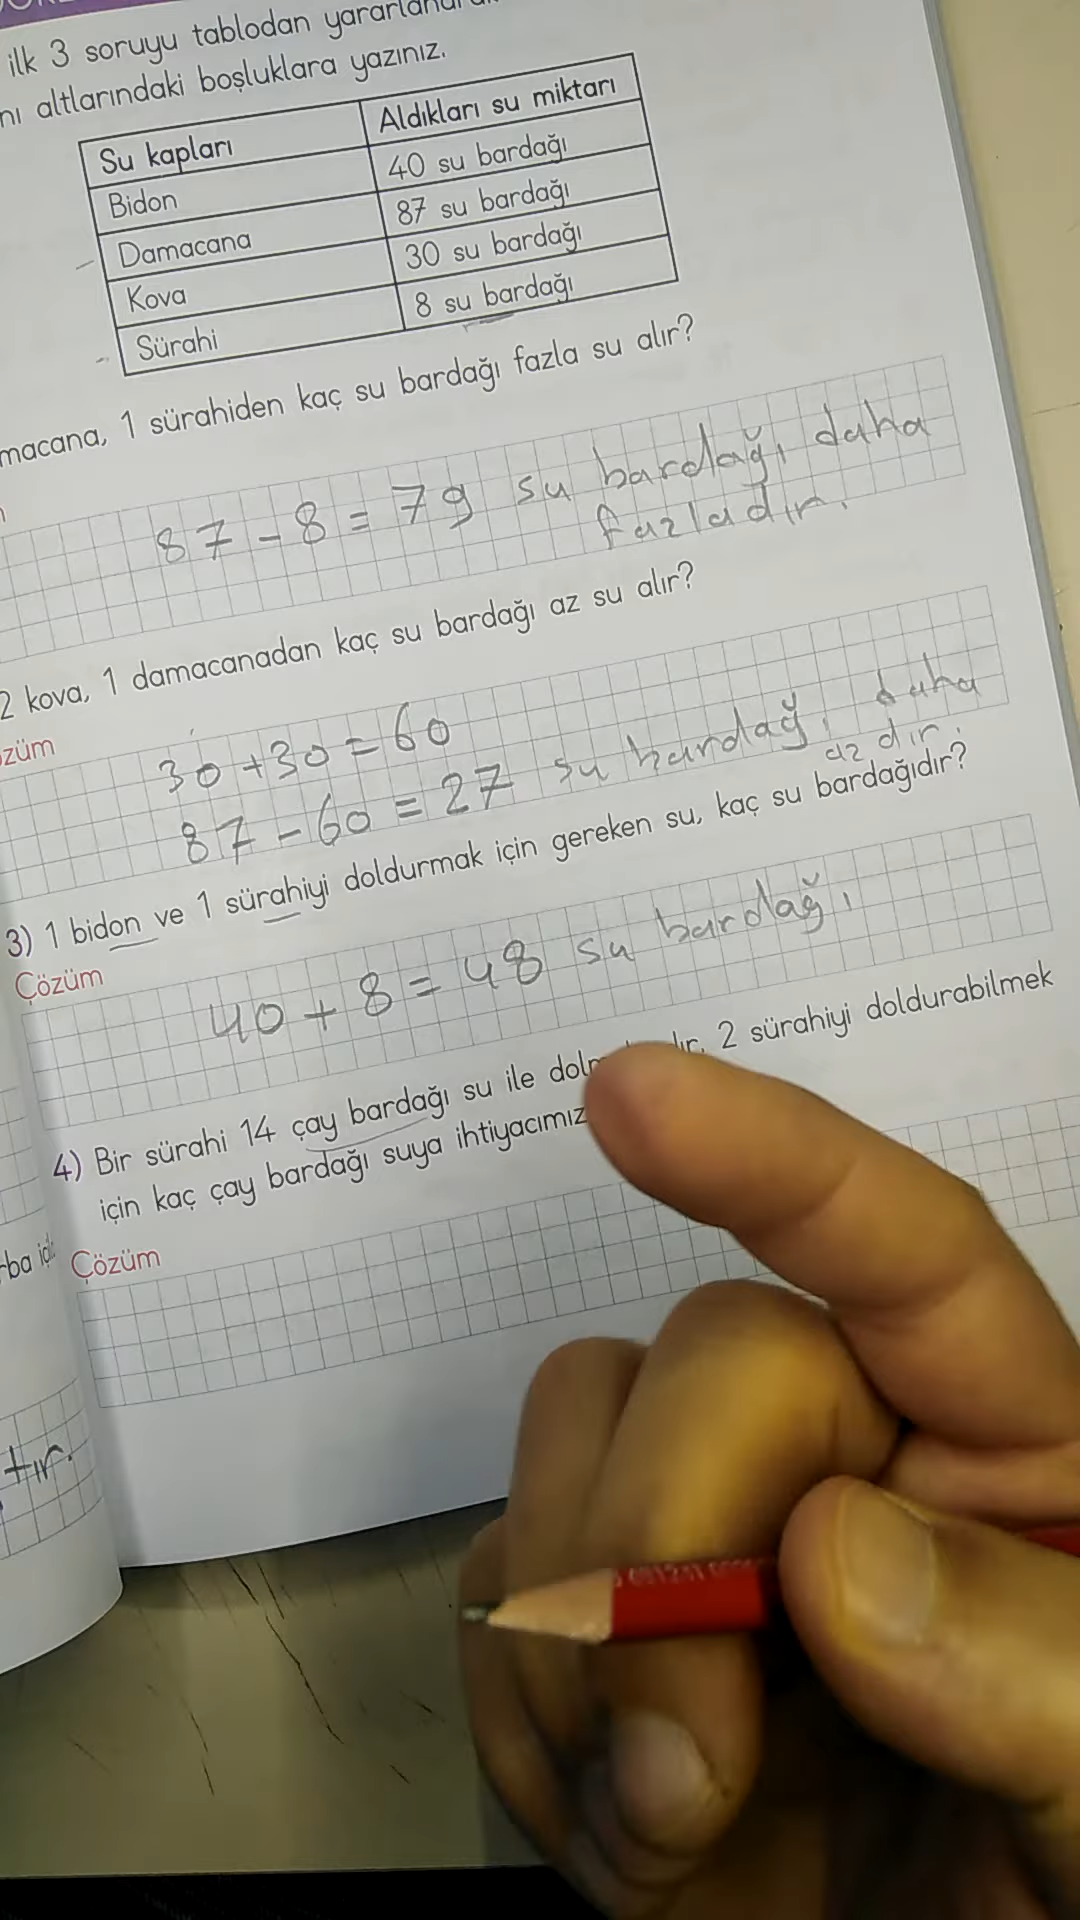 ilk 3 soruyu tablodan
altlarındaki boşluklara yazınız.
Su kapları Aldıkları su miktarı
Bidon 40 su bardağı
Damacana 87 su bardağı
Kova 30 su bardağı
Sürahi 8 su bardağı
macana, 1 sürahiden kaç su bardağı fazla su alır?
87 - 8 = 79 su bardağı daha
fazladır.
2 kova, 1 damacanadan kaç su bardağı az su alır?
züm
30 + 30 = 60
87 - 60 = 27 su bardağı daha
az dır.
3) 1 bidon ve 1 sürahiyi doldurmak için gereken su, kaç su bardağıdır?
Çözüm
40 + 8 = 48 su bardağı
4) Bir sürahi 14 çay bardağı su ile 2 sürahiyi doldurabilmek
için kaç çay bardağı suya ihtiyacımız
Çözüm
tır.